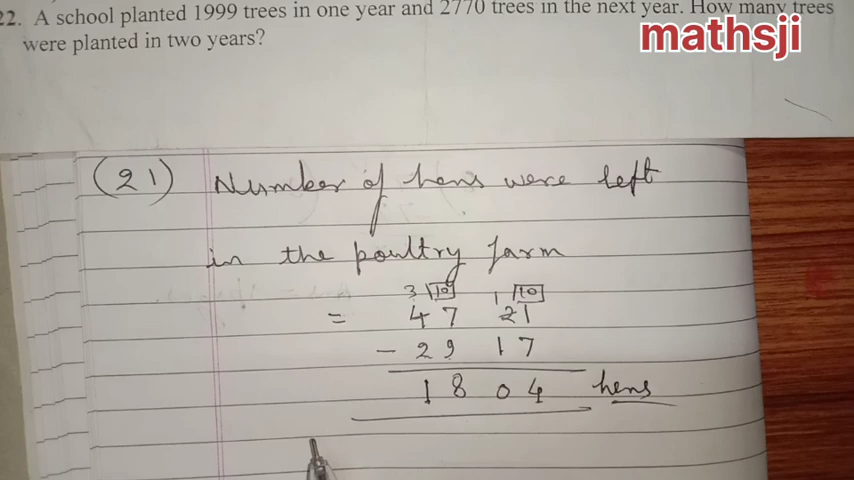 22. A school planted 1999 trees in one year and 2770 trees in the next year. How many trees
were planted in two years?
mathsji
(21) Number of hens were left
in the poultry farm
3 10 1 10
= 47 21
- 29 17
18 04 hens